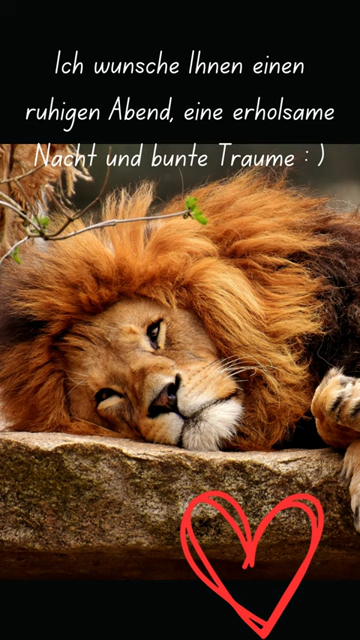 Ich wunsche Ihnen einen
ruhigen Abend, eine erholsame
Nacht und bunte Traume : )